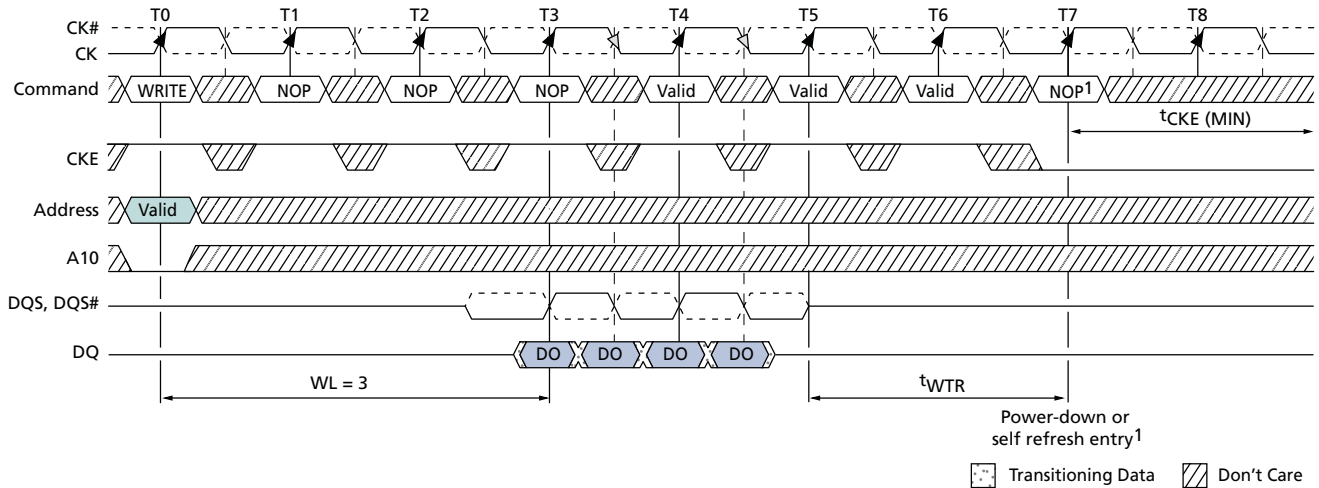 T0 T1 T2 T3 T4 T5 T6 T7 T8
CK#
CK
Command WRITE NOP NOP NOP Valid Valid Valid NOP1
tCKE (MIN)
CKE
Address Valid
A10
DQS, DQS#
DQ DO DO DO DO
WL = 3 tWTR
Power-down or
self refresh entry1
Transitioning Data Don't Care